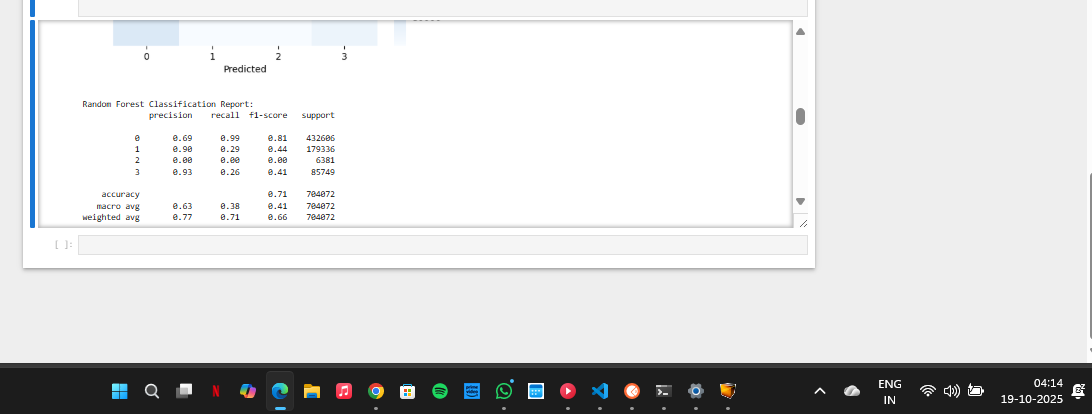 0 1 2 3
Predicted
Random Forest Classification Report:
precision recall f1-score support
0 0.69 0.99 0.81 432606
1 0.90 0.29 0.44 179336
2 0.00 0.00 0.00 6381
3 0.93 0.26 0.41 85749
accuracy 0.71 704072
macro avg 0.63 0.38 0.41 704072
weighted avg 0.77 0.71 0.66 704072
[ ]:
ENG
IN
04:14
19-10-2025